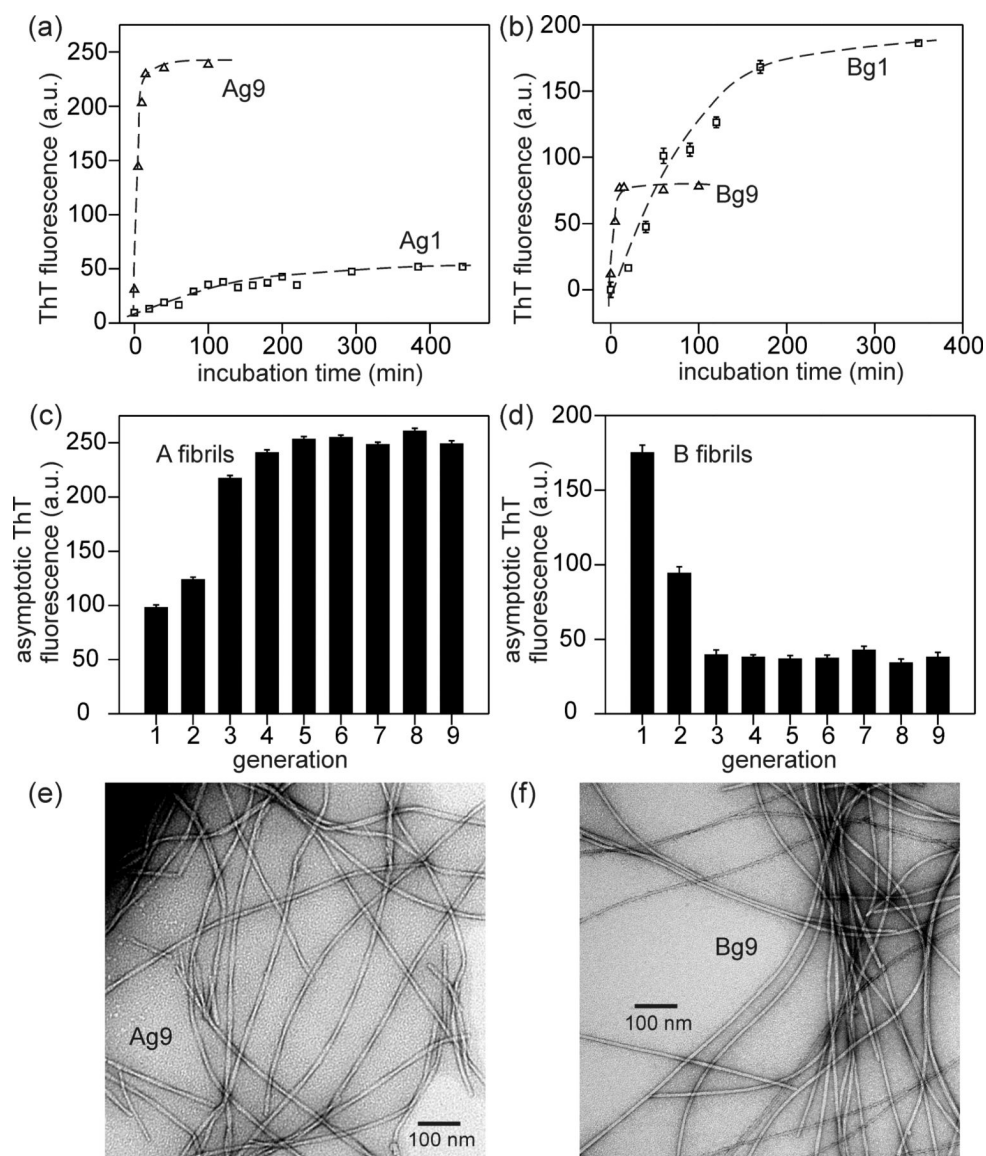 (a)
ThT fluorescence (a.u.)
250
200
150
100
50
0
Ag9
Ag1
0 100 200 300 400
incubation time (min)
(b)
ThT fluorescence (a.u.)
200
150
100
50
0
Bg1
Bg9
0 100 200 300 400
incubation time (min)
(c)
asymptotic ThT
fluorescence (a.u.)
250
200
150
100
50
0
A fibrils
1 2 3 4 5 6 7 8 9
generation
(d)
asymptotic ThT
fluorescence (a.u.)
200
150
100
50
0
B fibrils
1 2 3 4 5 6 7 8 9
generation
(e)
Ag9
100 nm
(f)
Bg9
100 nm